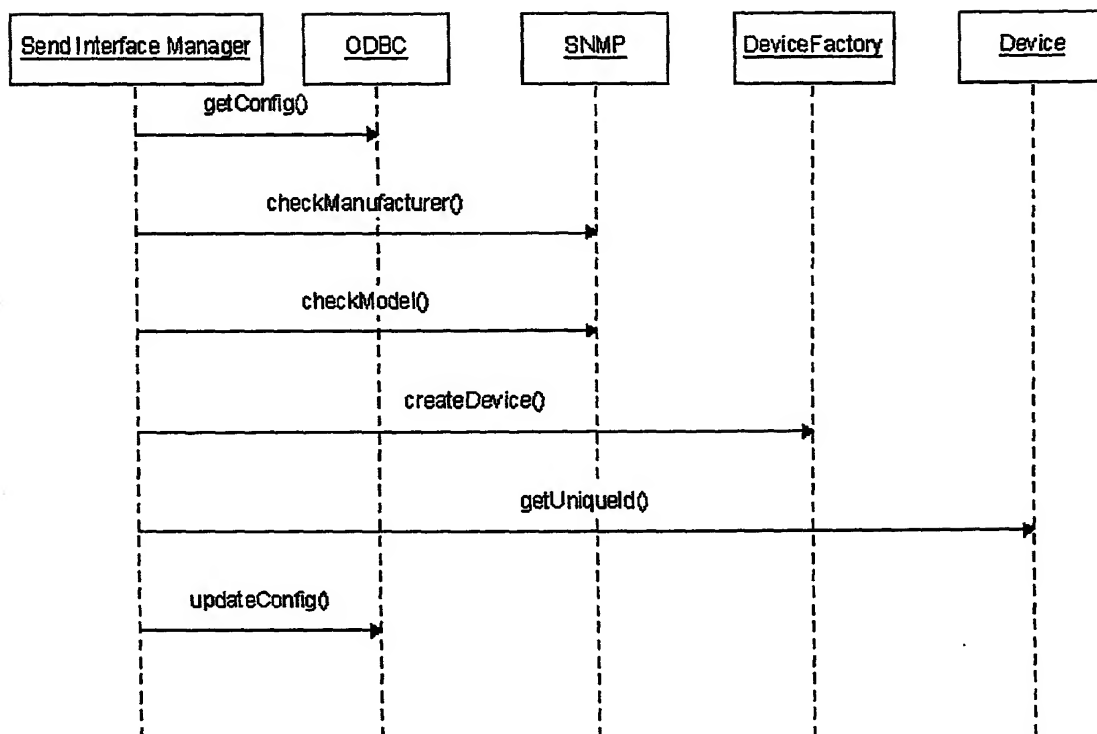 Send Interface Manager
ODBC
SNMP
DeviceFactory
Device
getConfig()
checkManufacturer()
checkModel()
createDevice()
getUniqueId()
updateConfig()